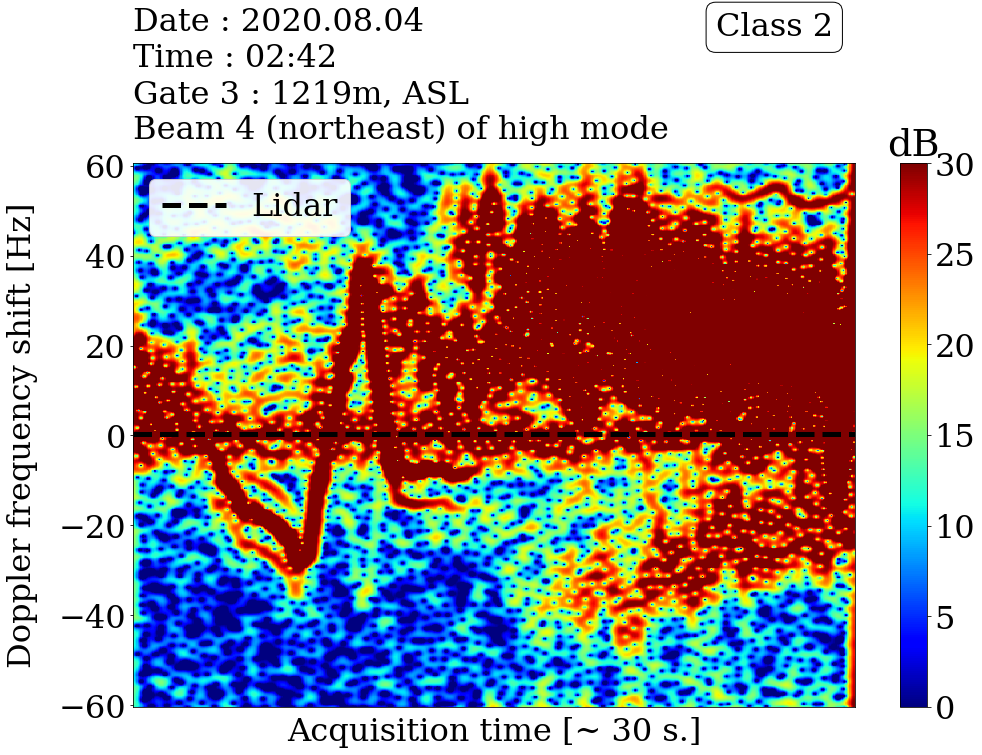 Date : 2020.08.04
Time : 02:42
Gate 3 : 1219m, ASL
Beam 4 (northeast) of high mode
Class 2
dB
Lidar
Doppler frequency shift [Hz]
60
40
20
0
−20
−40
−60
30
25
20
15
10
5
0
Acquisition time [~ 30 s.]